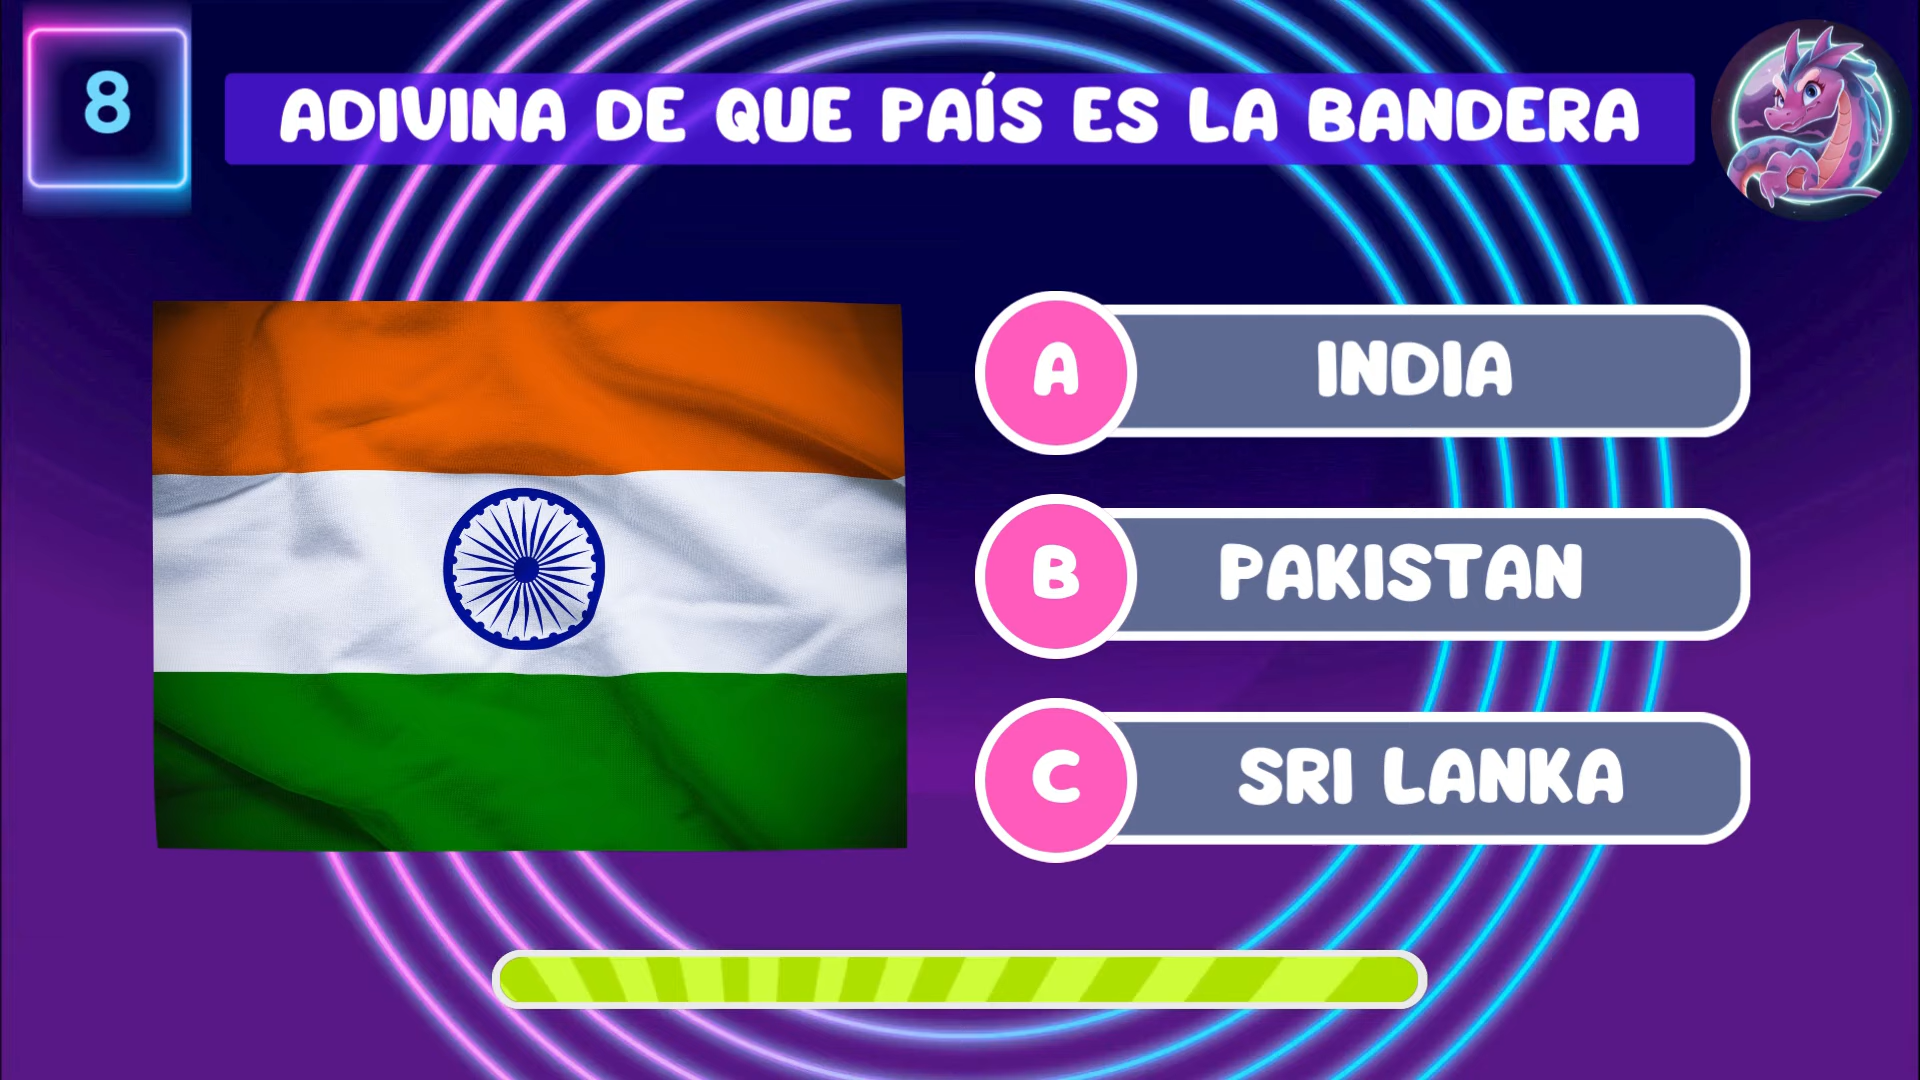 8
ADIVINA DE QUE PAÍS ES LA BANDERA
A INDIA
B PAKISTAN
C SRI LANKA